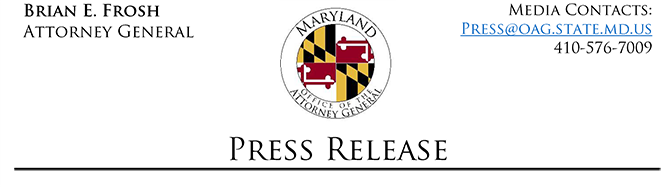 Brian E. Frosh
Attorney General
Media Contacts:
Press@oag.state.md.us
410-576-7009
MARYLAND
OFFICE OF THE
ATTORNEY GENERAL
Press Release